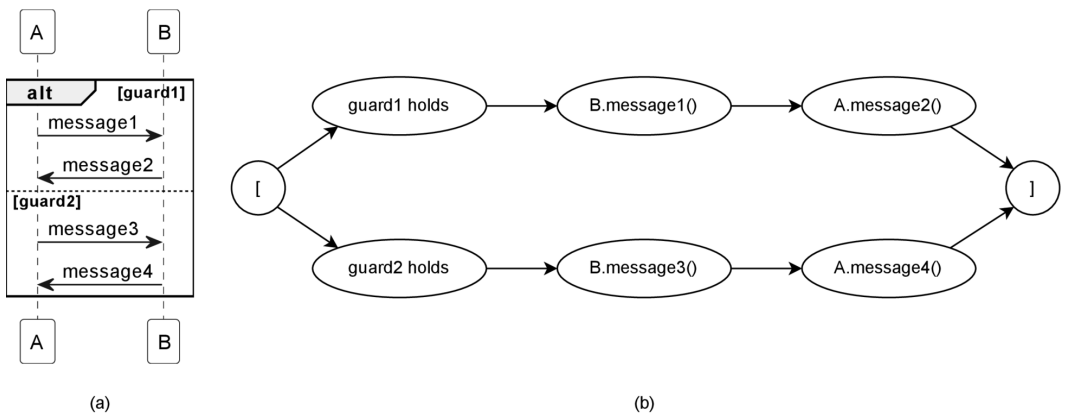 A B
alt [guard1]
message1
message2
[guard2]
message3
message4
A B
(a)
guard1 holds B.message1() A.message2()
[ ]
guard2 holds B.message3() A.message4()
(b)